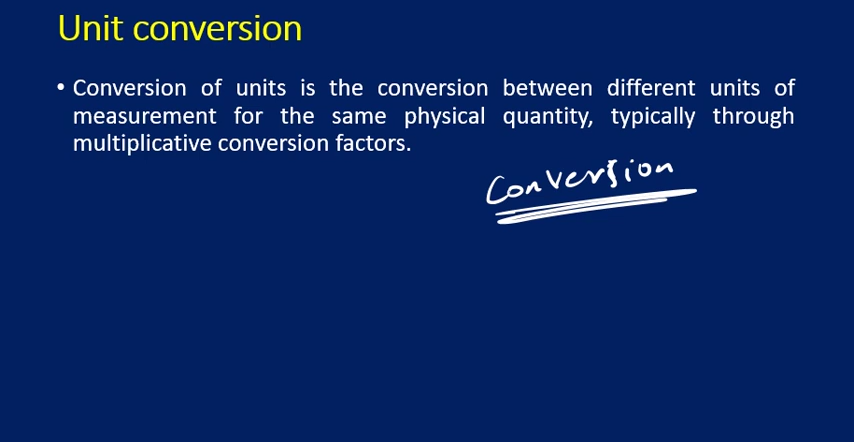 Unit conversion
• Conversion of units is the conversion between different units of
measurement for the same physical quantity, typically through
multiplicative conversion factors.
Conversion